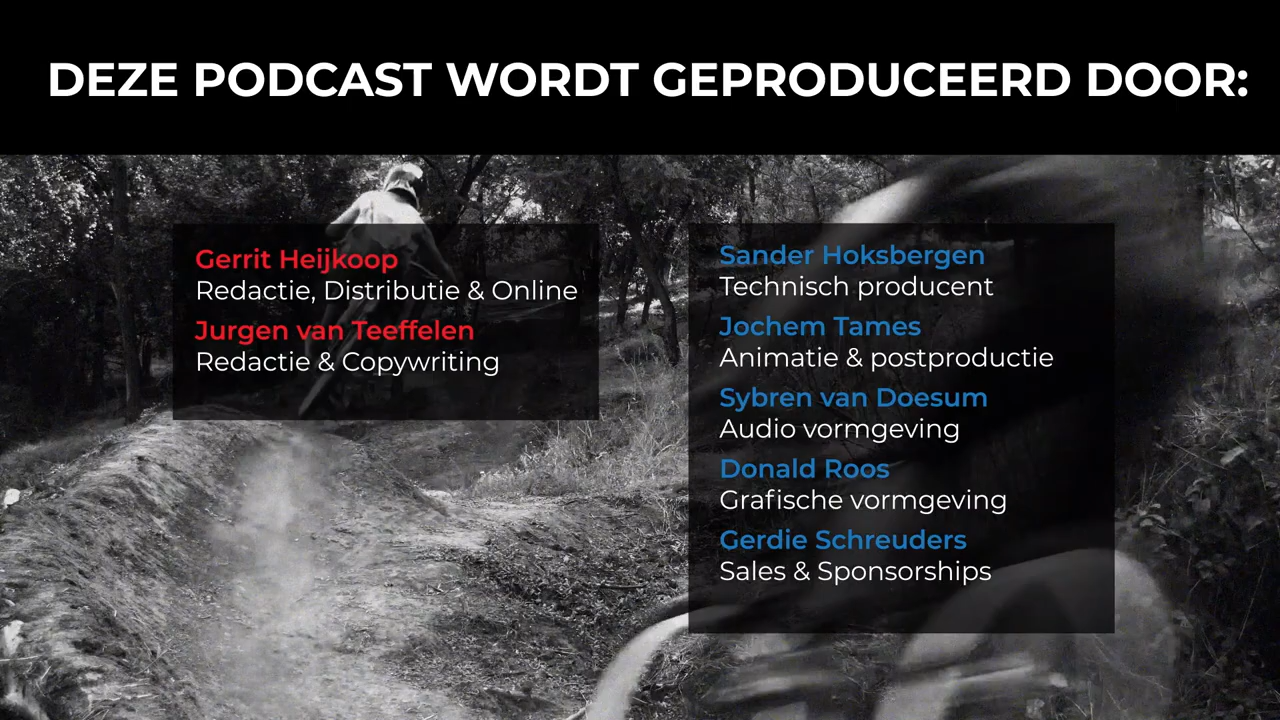 DEZE PODCAST WORDT GEPRODUCEERD DOOR:
Gerrit Heijkoop
Redactie, Distributie & Online
Jurgen van Teeffelen
Redactie & Copywriting
Sander Hoksbergen
Technisch producent
Jochem Tames
Animatie & postproductie
Sybren van Doesum
Audio vormgeving
Donald Roos
Grafische vormgeving
Gerdie Schreuders
Sales & Sponsorships